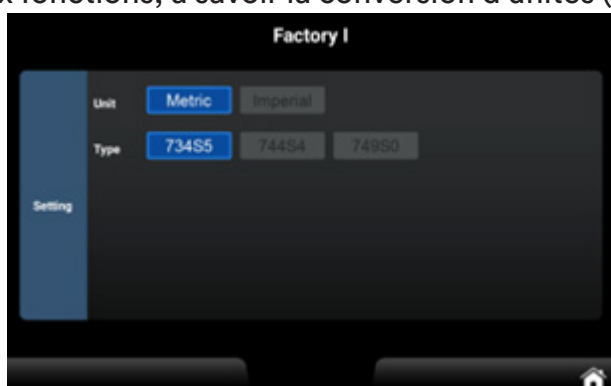 x fonctions, à savoir la conversion d'unités (
Factory I
Unit Metric Imperial
Type 734S5 744S4 749S0
Setting